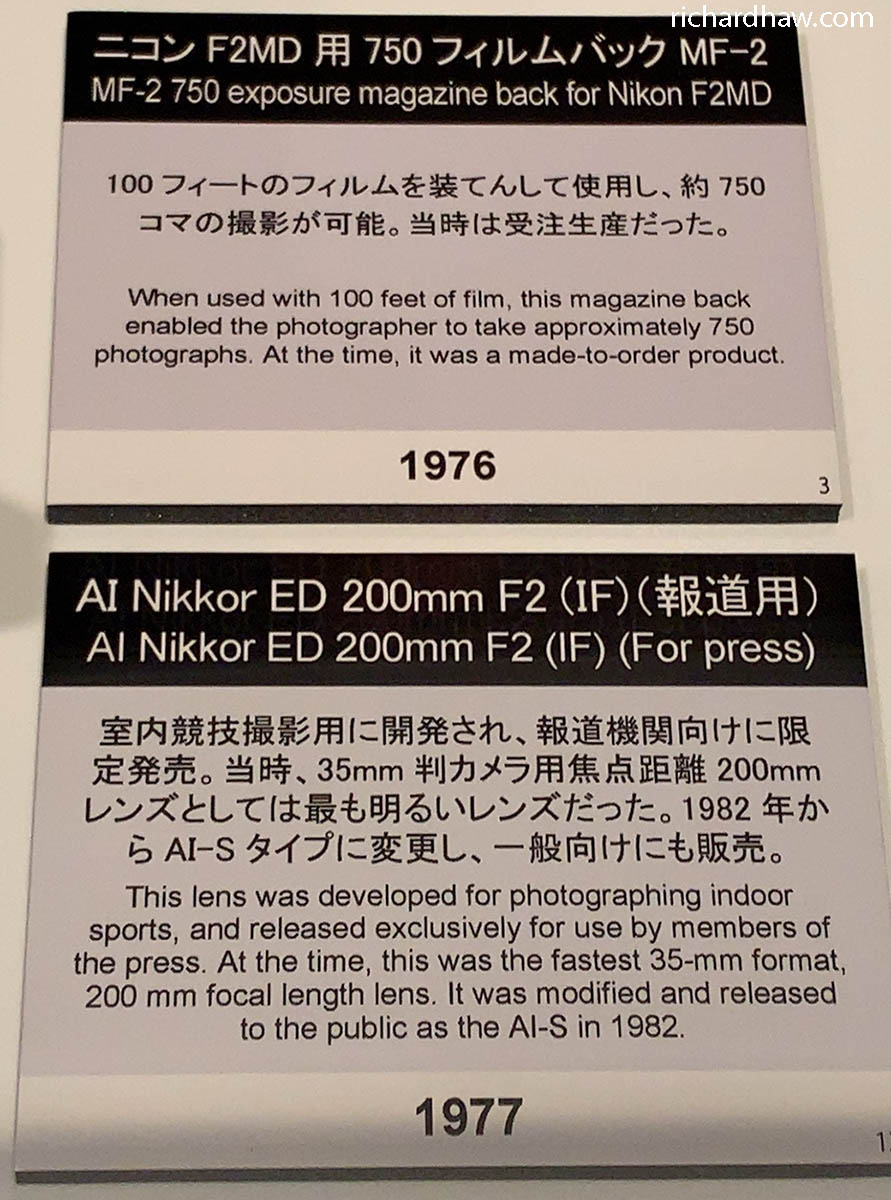 richardhaw.com
ニコン F2MD 用 750 フィルムバック MF-2
MF-2 750 exposure magazine back for Nikon F2MD
100 フィートのフィルムを装てんして使用し、約 750
コマの撮影が可能。当時は受注生産だった。
When used with 100 feet of film, this magazine back
enabled the photographer to take approximately 750
photographs. At the time, it was a made-to-order product.
1976
3
AI Nikkor ED 200mm F2 (IF)(報道用)
AI Nikkor ED 200mm F2 (IF) (For press)
室内競技撮影用に開発され、報道機関向けに限
定発売。当時、35mm 判カメラ用焦点距離 200mm
レンズとしては最も明るいレンズだった。1982 年か
ら AI-S タイプに変更し、一般向けにも販売。
This lens was developed for photographing indoor
sports, and released exclusively for use by members of
the press. At the time, this was the fastest 35-mm format,
200 mm focal length lens. It was modified and released
to the public as the AI-S in 1982.
1977